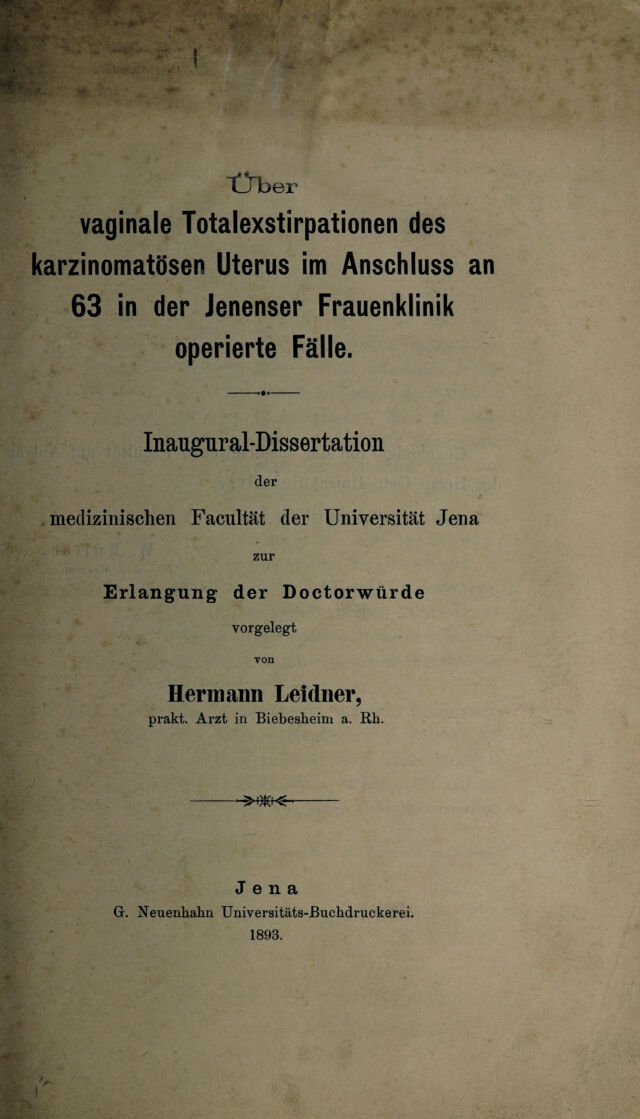 Über
vaginale Totalexstirpationen des
karzinomatösen Uterus im Anschluss an
63 in der Jenenser Frauenklinik
operierte Fälle.
Inaugural-Dissertation
der
medizinischen Facultät der Universität Jena
zur
Erlangung der Doctorwürde
vorgelegt
von
Hermann Leidner,
prakt. Arzt in Biebesheim a. Rh.
Jena
G. Neuenhahn Universitäts-Buchdruckerei.
1893.